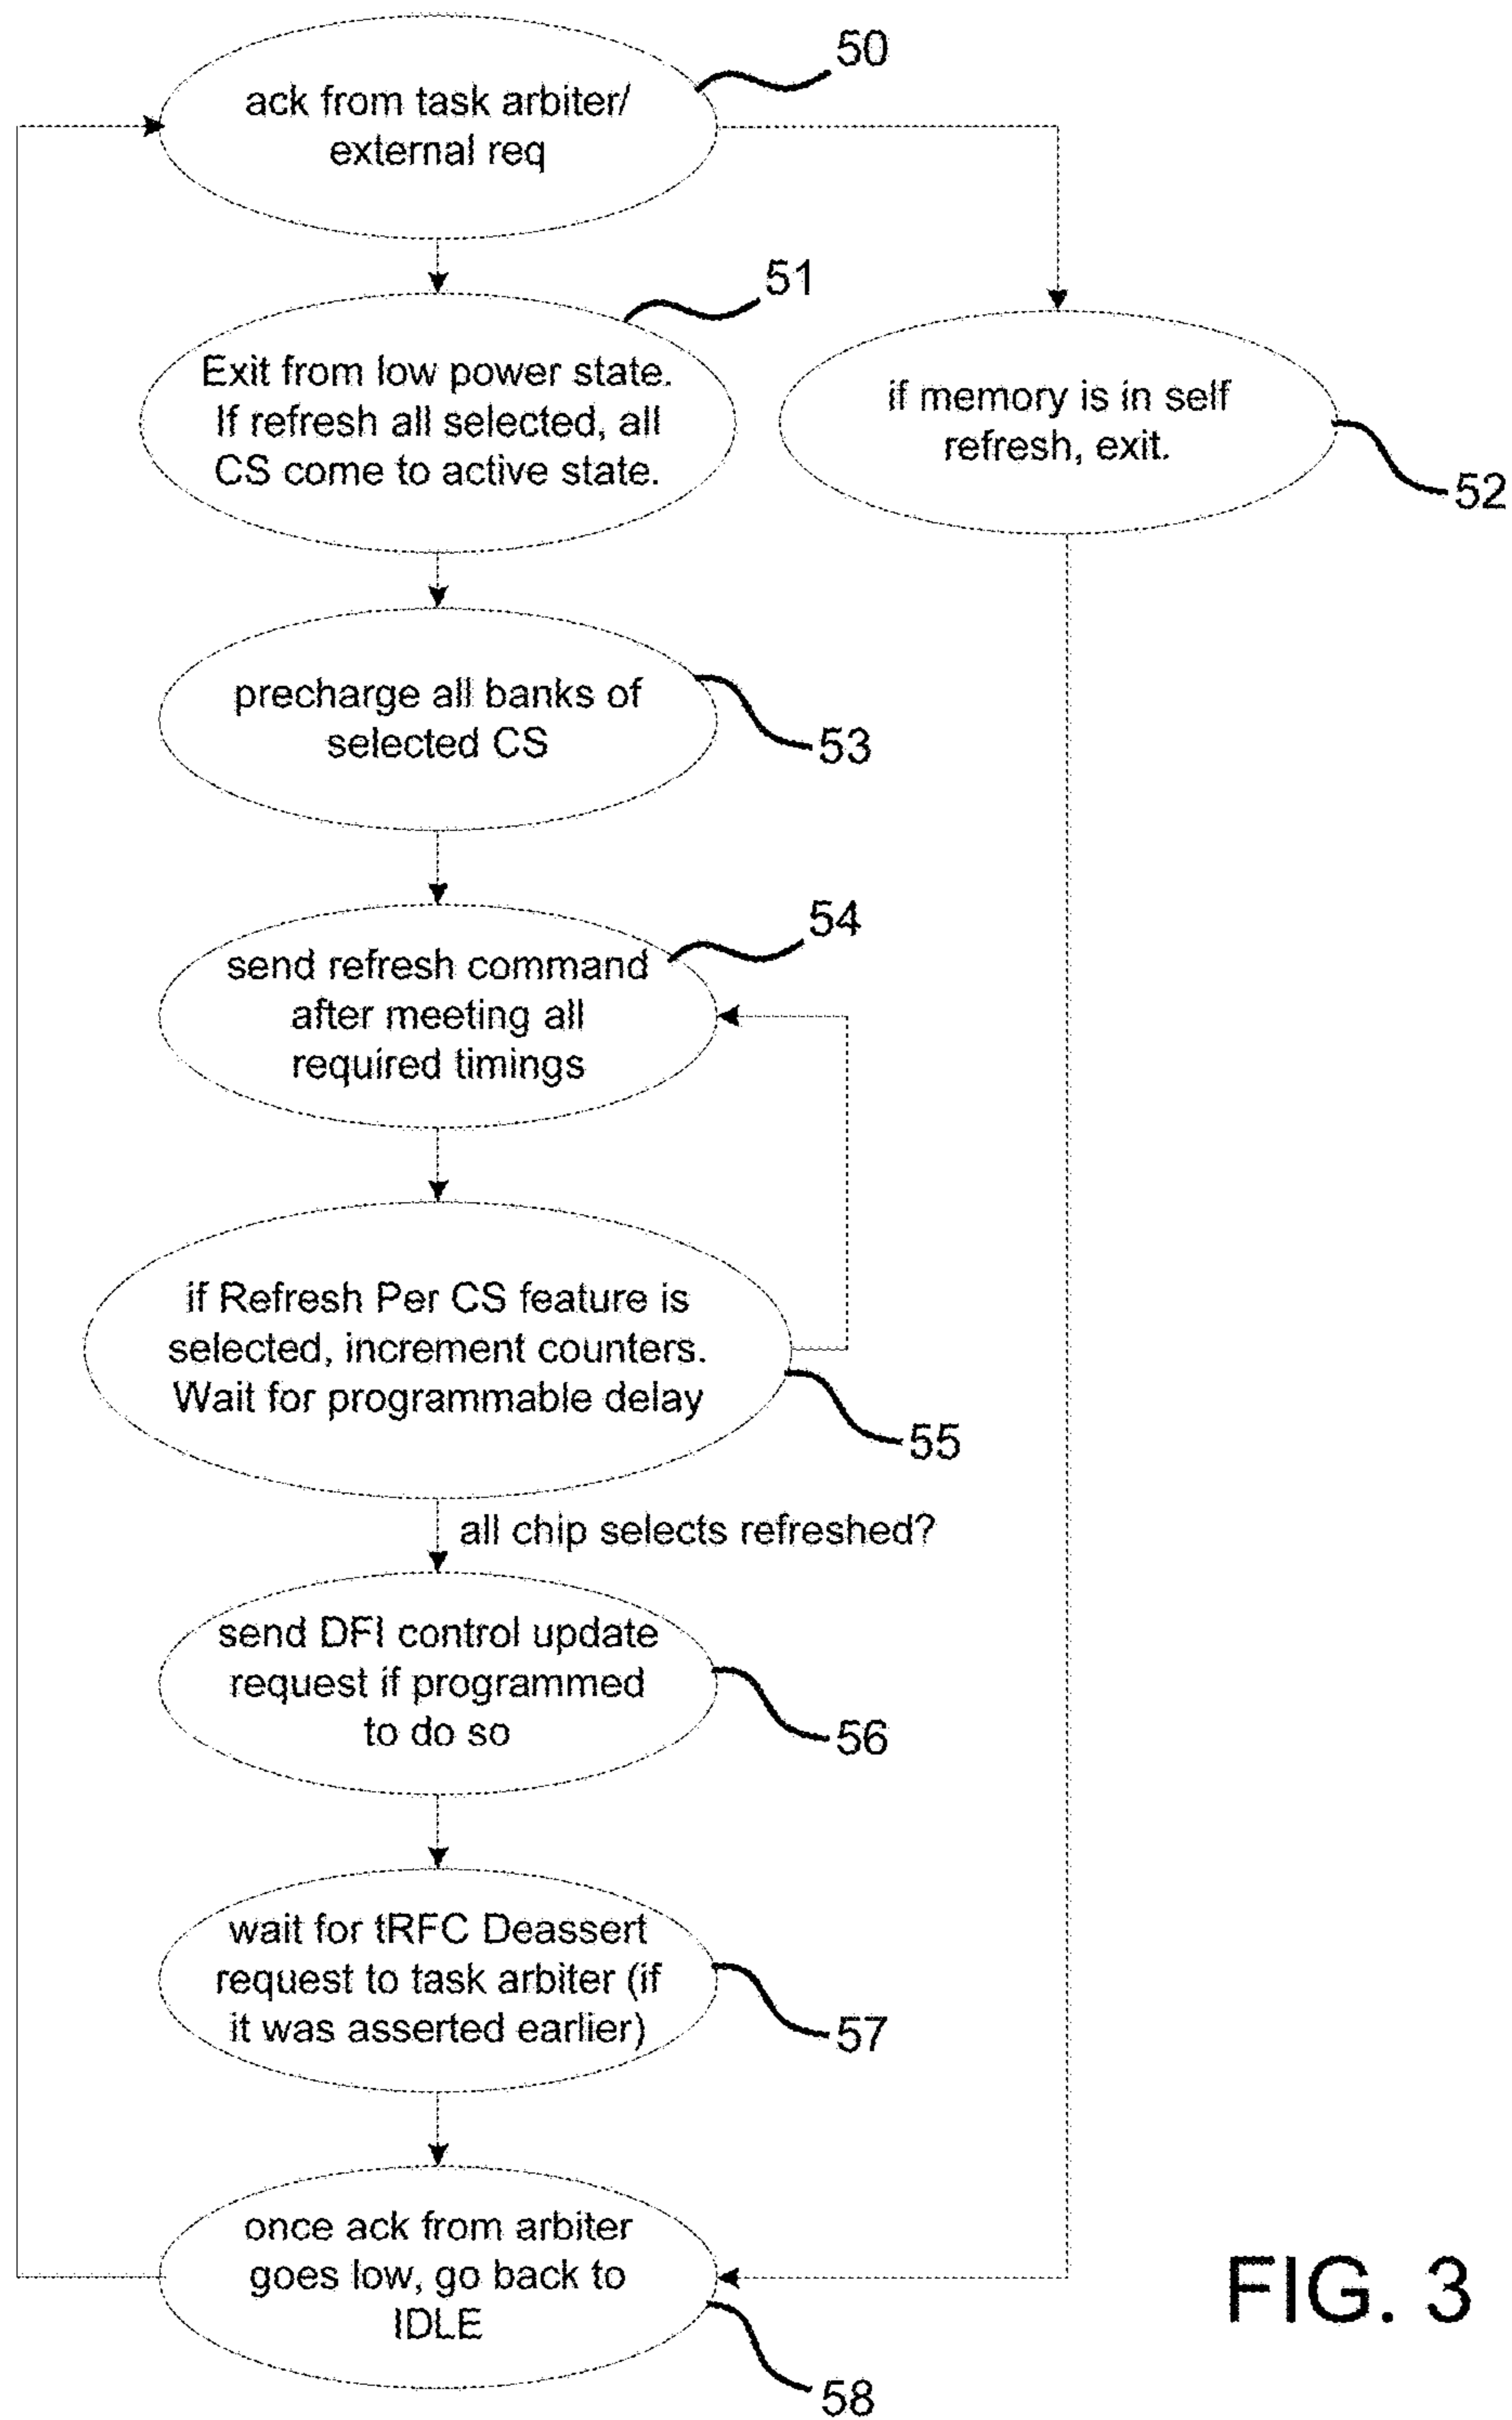 50
ack from task arbiter/
external req
51
Exit from low power state.
If refresh all selected, all
CS come to active state.
if memory is in self
refresh, exit.
52
precharge all banks of
selected CS
53
54
send refresh command
after meeting all
required timings
if Refresh Per CS feature is
selected, increment counters.
Wait for programmable delay
55
all chip selects refreshed?
send DFI control update
request if programmed
to do so
56
wait for tRFC Deassert
request to task arbiter (if
it was asserted earlier)
57
once ack from arbiter
goes low, go back to
IDLE
58
FIG. 3